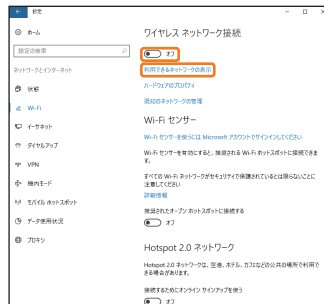 設定
ホーム
設定の検索
ネットワークとインターネット
状態
Wi-Fi
イーサネット
ダイヤルアップ
VPN
機内モード
モバイル ホットスポット
データ使用状況
プロキシ
ワイヤレス ネットワーク接続
オフ
利用できるネットワークの表示
ハードウェアのプロパティ
既知のネットワークの管理
Wi-Fi センサー
Wi-Fi センサーを使うには Microsoft アカウントでサインインしてください
Wi-Fi センサーを有効にすると、推奨される Wi-Fi ホットスポットに接続できま
す。
すべての Wi-Fi ネットワークがセキュリティで保護されているとは限らないことに
注意してください
詳細情報
推奨されたオープン ホットスポットに接続する
オフ
Hotspot 2.0 ネットワーク
Hotspot 2.0 ネットワークは、空港、ホテル、カフェなどの公共の場所で利用で
きる場合があります。
接続するためにオンライン サインアップを使う
オフ